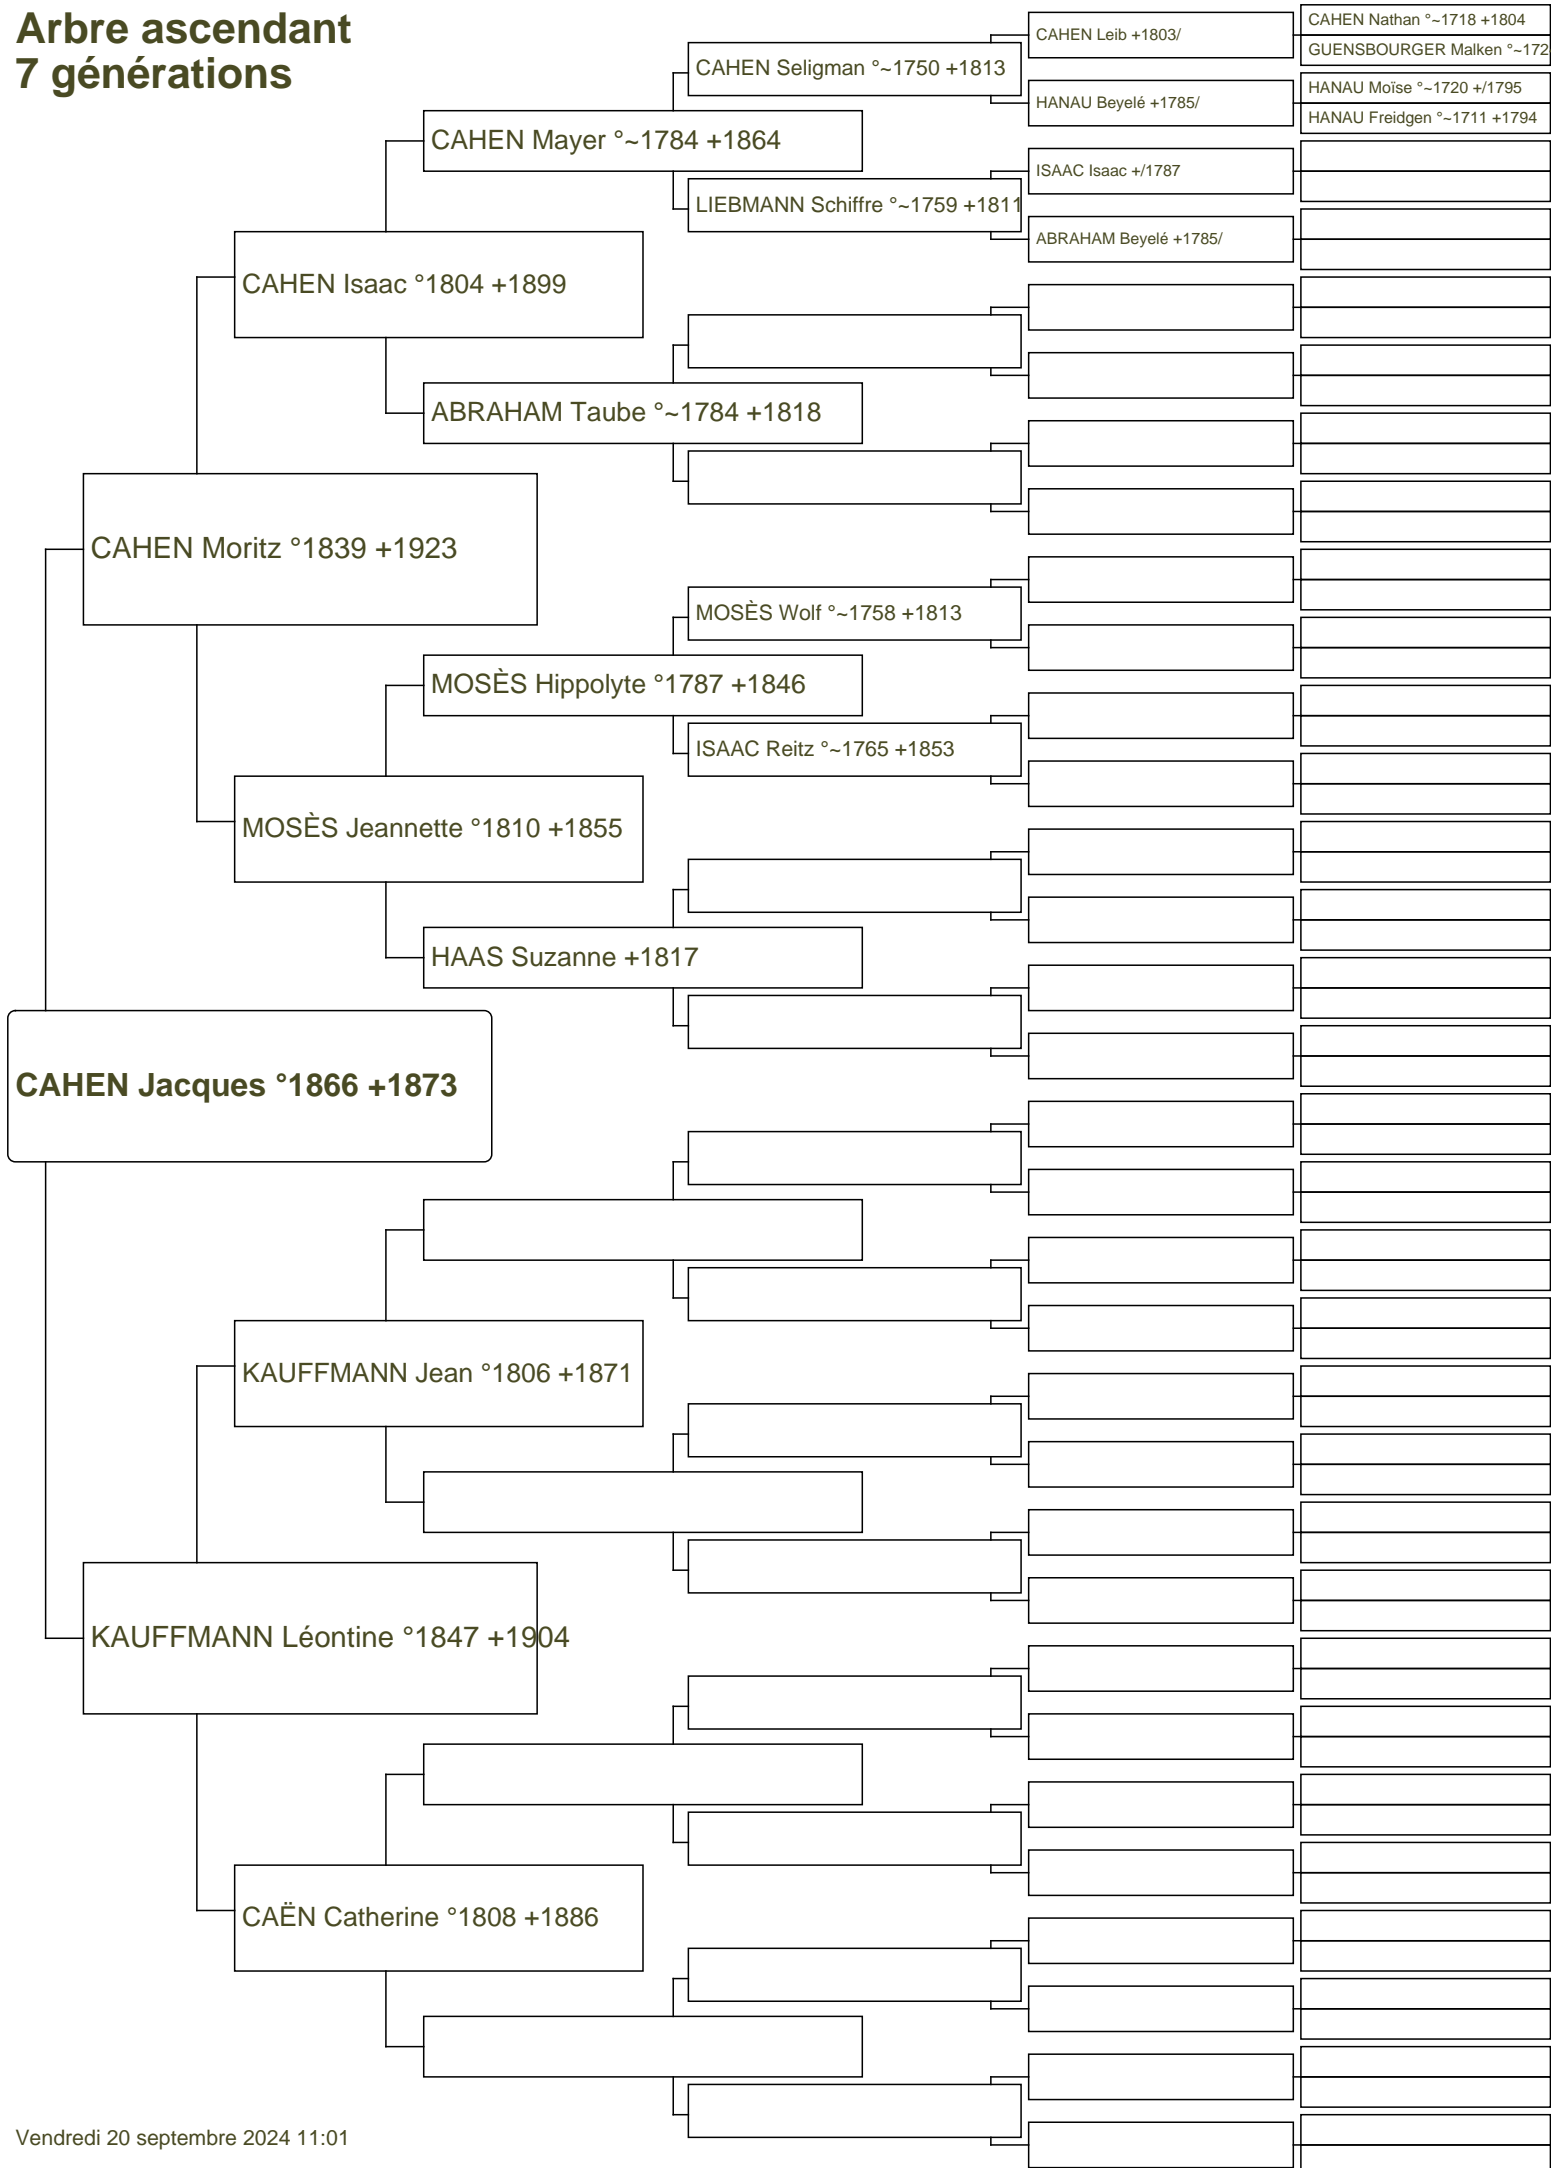 Arbre ascendant
7 générations
CAHEN Jacques °1866 +1873
CAHEN Moritz °1839 +1923
KAUFFMANN Léontine °1847 +1904
CAHEN Isaac °1804 +1899
MOSÈS Jeannette °1810 +1855
KAUFFMANN Jean °1806 +1871
CAËN Catherine °1808 +1886
CAHEN Mayer °~1784 +1864
ABRAHAM Taube °~1784 +1818
MOSÈS Hippolyte °1787 +1846
HAAS Suzanne +1817
CAHEN Seligman °~1750 +1813
LIEBMANN Schiffre °~1759 +1811
MOSÈS Wolf °~1758 +1813
ISAAC Reitz °~1765 +1853
CAHEN Leib +1803/
HANAU Beyelé +1785/
ISAAC Isaac +/1787
ABRAHAM Beyelé +1785/
CAHEN Nathan °~1718 +1804
GUENSBOURGER Malken °~172
HANAU Moïse °~1720 +/1795
HANAU Freidgen °~1711 +1794
Vendredi 20 septembre 2024 11:01